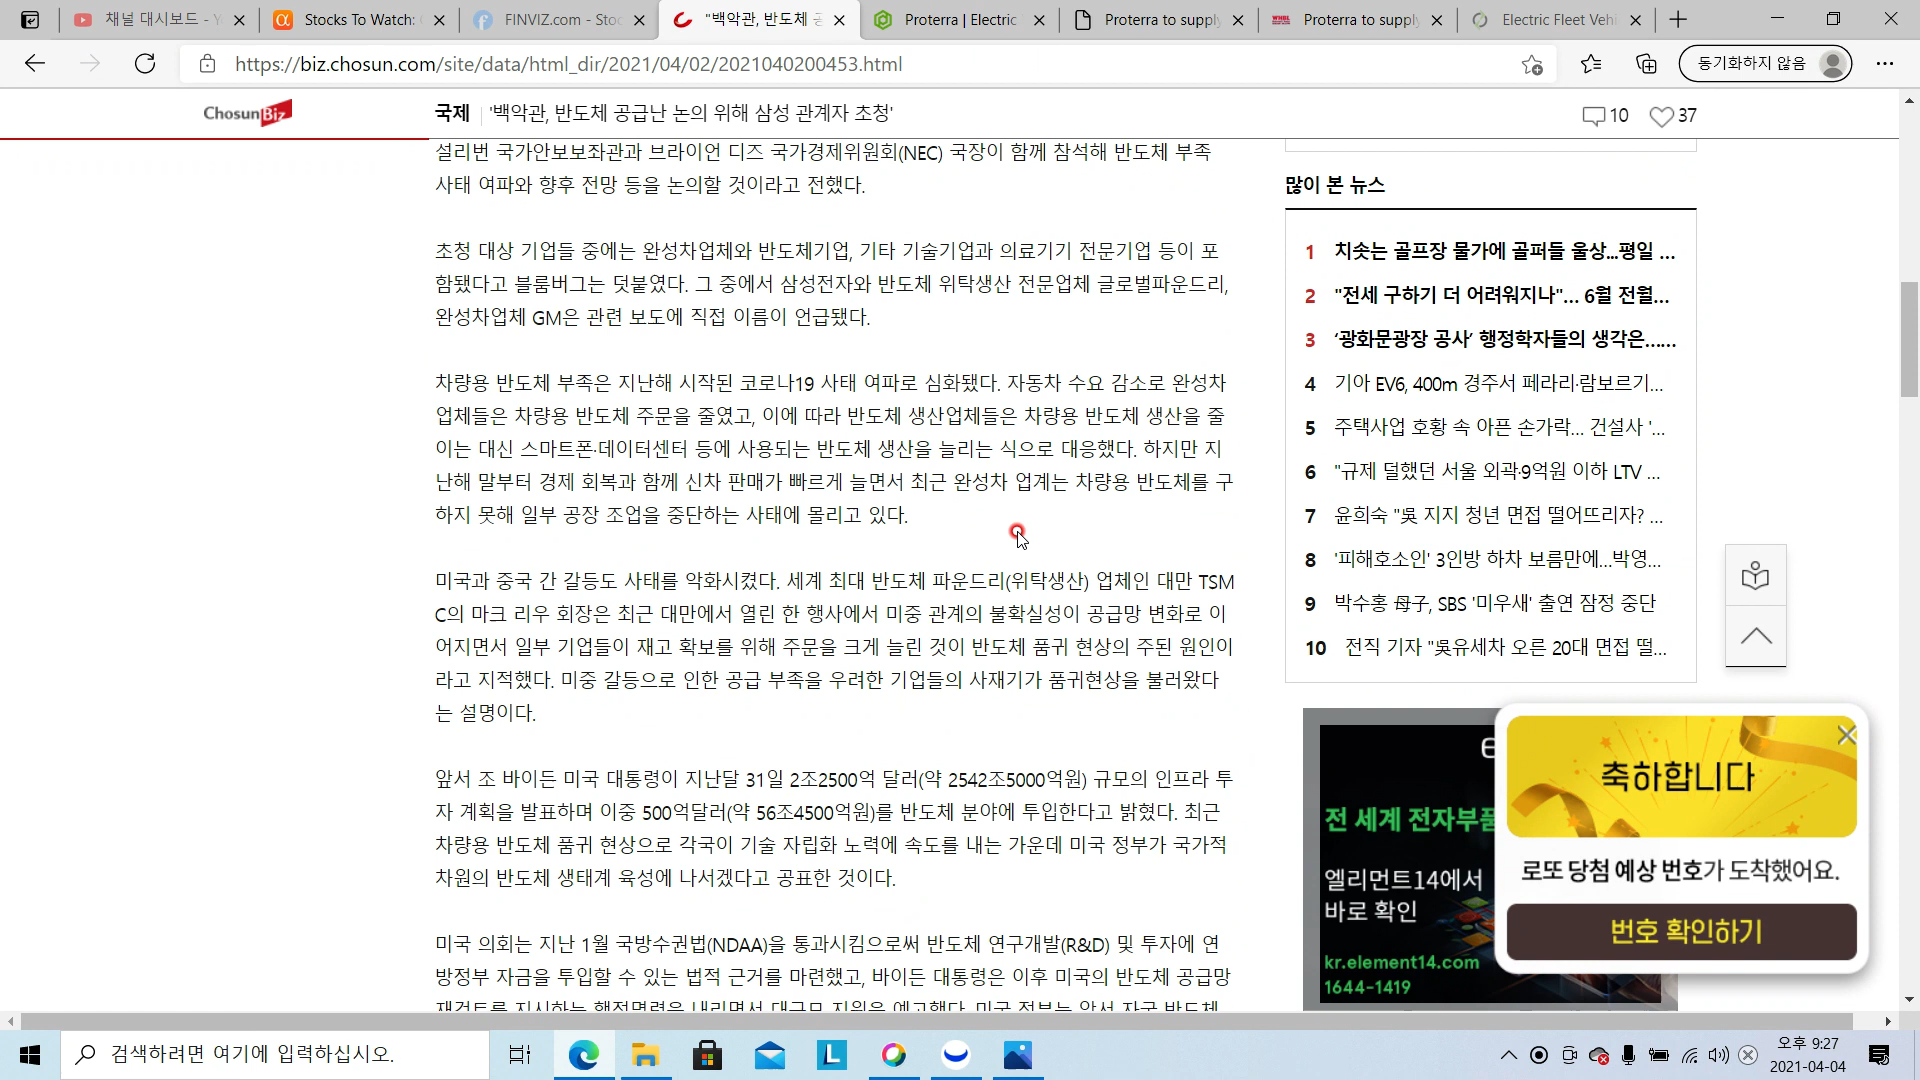 채널 대시보드 - Y
Stocks To Watch:
FINVIZ.com - Stoc
"백악관, 반도체 공
Proterra | Electric
Proterra to supply
Proterra to supply
Electric Fleet Vehi
https://biz.chosun.com/site/data/html_dir/2021/04/02/2021040200453.html
동기화하지 않음
ChosunBiz
국제 '백악관, 반도체 공급난 논의 위해 삼성 관계자 초청'
10 37
설리번 국가안보보좌관과 브라이언 디즈 국가경제위원회(NEC) 국장이 함께 참석해 반도체 부족
사태 여파와 향후 전망 등을 논의할 것이라고 전했다.
초청 대상 기업들 중에는 완성차업체와 반도체기업, 기타 기술기업과 의료기기 전문기업 등이 포
함됐다고 블룸버그는 덧붙였다. 그 중에서 삼성전자와 반도체 위탁생산 전문업체 글로벌파운드리,
완성차업체 GM은 관련 보도에 직접 이름이 언급됐다.
차량용 반도체 부족은 지난해 시작된 코로나19 사태 여파로 심화됐다. 자동차 수요 감소로 완성차
업체들은 차량용 반도체 주문을 줄였고, 이에 따라 반도체 생산업체들은 차량용 반도체 생산을 줄
이는 대신 스마트폰·데이터센터 등에 사용되는 반도체 생산을 늘리는 식으로 대응했다. 하지만 지
난해 말부터 경제 회복과 함께 신차 판매가 빠르게 늘면서 최근 완성차 업계는 차량용 반도체를 구
하지 못해 일부 공장 조업을 중단하는 사태에 몰리고 있다.
미국과 중국 간 갈등도 사태를 악화시켰다. 세계 최대 반도체 파운드리(위탁생산) 업체인 대만 TSM
C의 마크 리우 회장은 최근 대만에서 열린 한 행사에서 미중 관계의 불확실성이 공급망 변화로 이
어지면서 일부 기업들이 재고 확보를 위해 주문을 크게 늘린 것이 반도체 품귀 현상의 주된 원인이
라고 지적했다. 미중 갈등으로 인한 공급 부족을 우려한 기업들의 사재기가 품귀현상을 불러왔다
는 설명이다.
앞서 조 바이든 미국 대통령이 지난달 31일 2조2500억 달러(약 2542조5000억원) 규모의 인프라 투
자 계획을 발표하며 이중 500억달러(약 56조4500억원)를 반도체 분야에 투입한다고 밝혔다. 최근
차량용 반도체 품귀 현상으로 각국이 기술 자립화 노력에 속도를 내는 가운데 미국 정부가 국가적
차원의 반도체 생태계 육성에 나서겠다고 공표한 것이다.
미국 의회는 지난 1월 국방수권법(NDAA)을 통과시킴으로써 반도체 연구개발(R&D) 및 투자에 연
방정부 자금을 투입할 수 있는 법적 근거를 마련했고, 바이든 대통령은 이후 미국의 반도체 공급망
재검토를 지시하는 행정명령을 내리면서 대규모 지원을 예고했다. 미국 정부는 앞서 자국 반도체
많이 본 뉴스
1 치솟는 골프장 물가에 골퍼들 울상...평일 ...
2 "전세 구하기 더 어려워지나"... 6월 전월...
3 ‘광화문광장 공사’ 행정학자들의 생각은......
4 기아 EV6, 400m 경주서 페라리·람보르기...
5 주택사업 호황 속 아픈 손가락... 건설사 '...
6 "규제 덜했던 서울 외곽·9억원 이하 LTV ...
7 윤희숙 "吳 지지 청년 면접 떨어뜨리자? ...
8 '피해호소인' 3인방 하차 보름만에...박영...
9 박수홍 母子, SBS '미우새' 출연 잠정 중단
10 전직 기자 "吳유세차 오른 20대 면접 떨...
전 세계 전자부품
엘리먼트14에서
바로 확인
kr.element14.com
1644-1419
축하합니다
로또 당첨 예상 번호가 도착했어요.
번호 확인하기
검색하려면 여기에 입력하십시오.
L
오후 9:27
2021-04-04